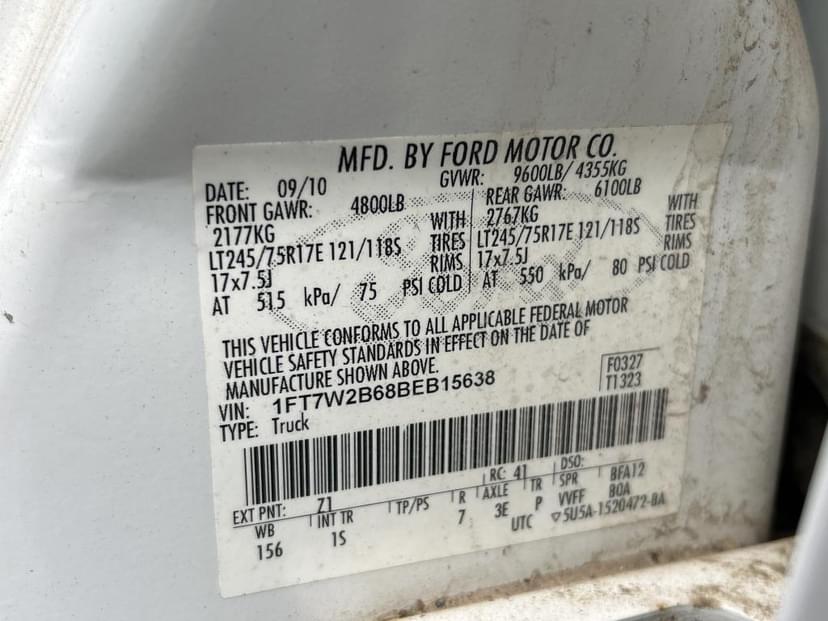 MFD. BY FORD MOTOR CO.
DATE: 09/10 GVWR: 9600LB/ 4355KG
FRONT GAWR: 4800LB REAR GAWR: 6100LB
2177KG WITH 2767KG WITH
LT245/75R17E 121/118S TIRES LT245/75R17E 121/118S TIRES
17x7.5J RIMS 17x7.5J RIMS
AT 515 kPa/ 75 PSI COLD AT 550 kPa/ 80 PSI COLD
THIS VEHICLE CONFORMS TO ALL APPLICABLE FEDERAL MOTOR
VEHICLE SAFETY STANDARDS IN EFFECT ON THE DATE OF
MANUFACTURE SHOWN ABOVE.
VIN: 1FT7W2B68BEB15638 F0327
TYPE: Truck T1323
EXT PNT: Z1 RC: 41 DSO:
WB INT TR TP/PS R AXLE TR SPR BFA12
156 1S 7 3E P VVFF BOA
UTC ▽5U5A-1520472-BA